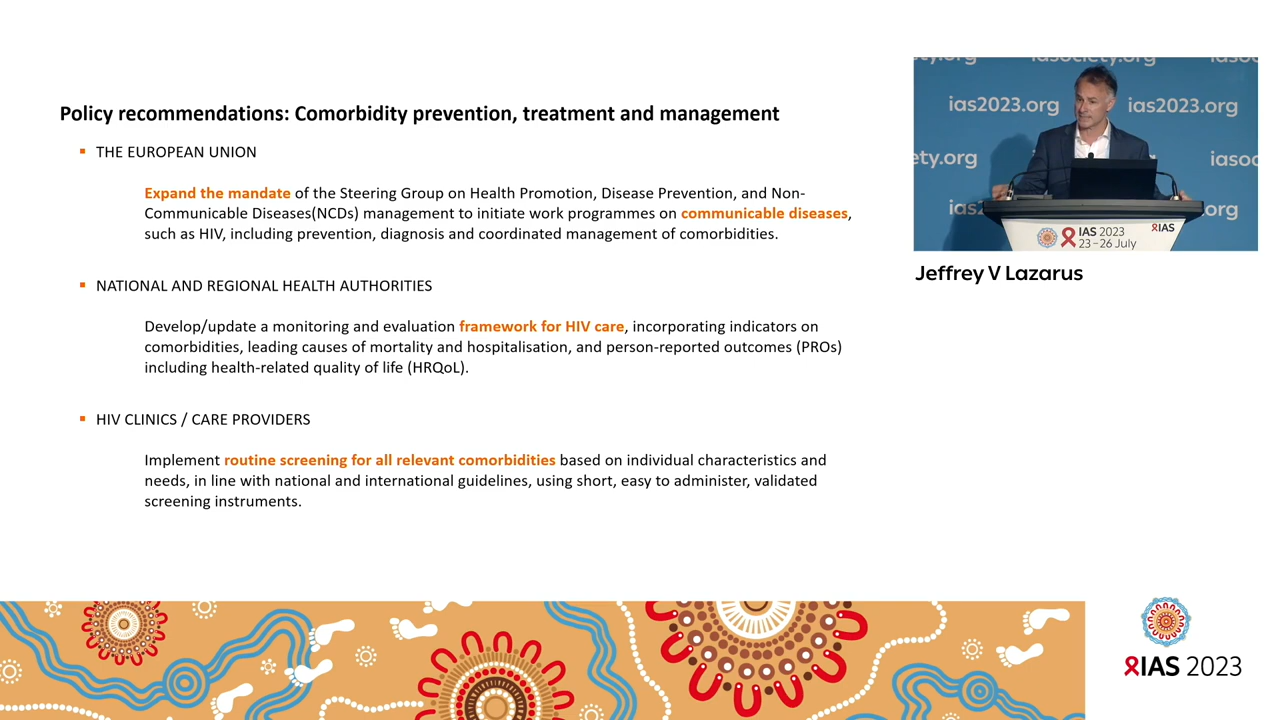 Policy recommendations: Comorbidity prevention, treatment and management
THE EUROPEAN UNION
Expand the mandate of the Steering Group on Health Promotion, Disease Prevention, and Non-
Communicable Diseases(NCDs) management to initiate work programmes on communicable diseases,
such as HIV, including prevention, diagnosis and coordinated management of comorbidities.
NATIONAL AND REGIONAL HEALTH AUTHORITIES
Develop/update a monitoring and evaluation framework for HIV care, incorporating indicators on
comorbidities, leading causes of mortality and hospitalisation, and person-reported outcomes (PROs)
including health-related quality of life (HRQoL).
HIV CLINICS / CARE PROVIDERS
Implement routine screening for all relevant comorbidities based on individual characteristics and
needs, in line with national and international guidelines, using short, easy to administer, validated
screening instruments.
ias2023.org
ias2023.org
ety.org
IAS 2023
23–26 July
IAS
Jeffrey V Lazarus
IAS 2023